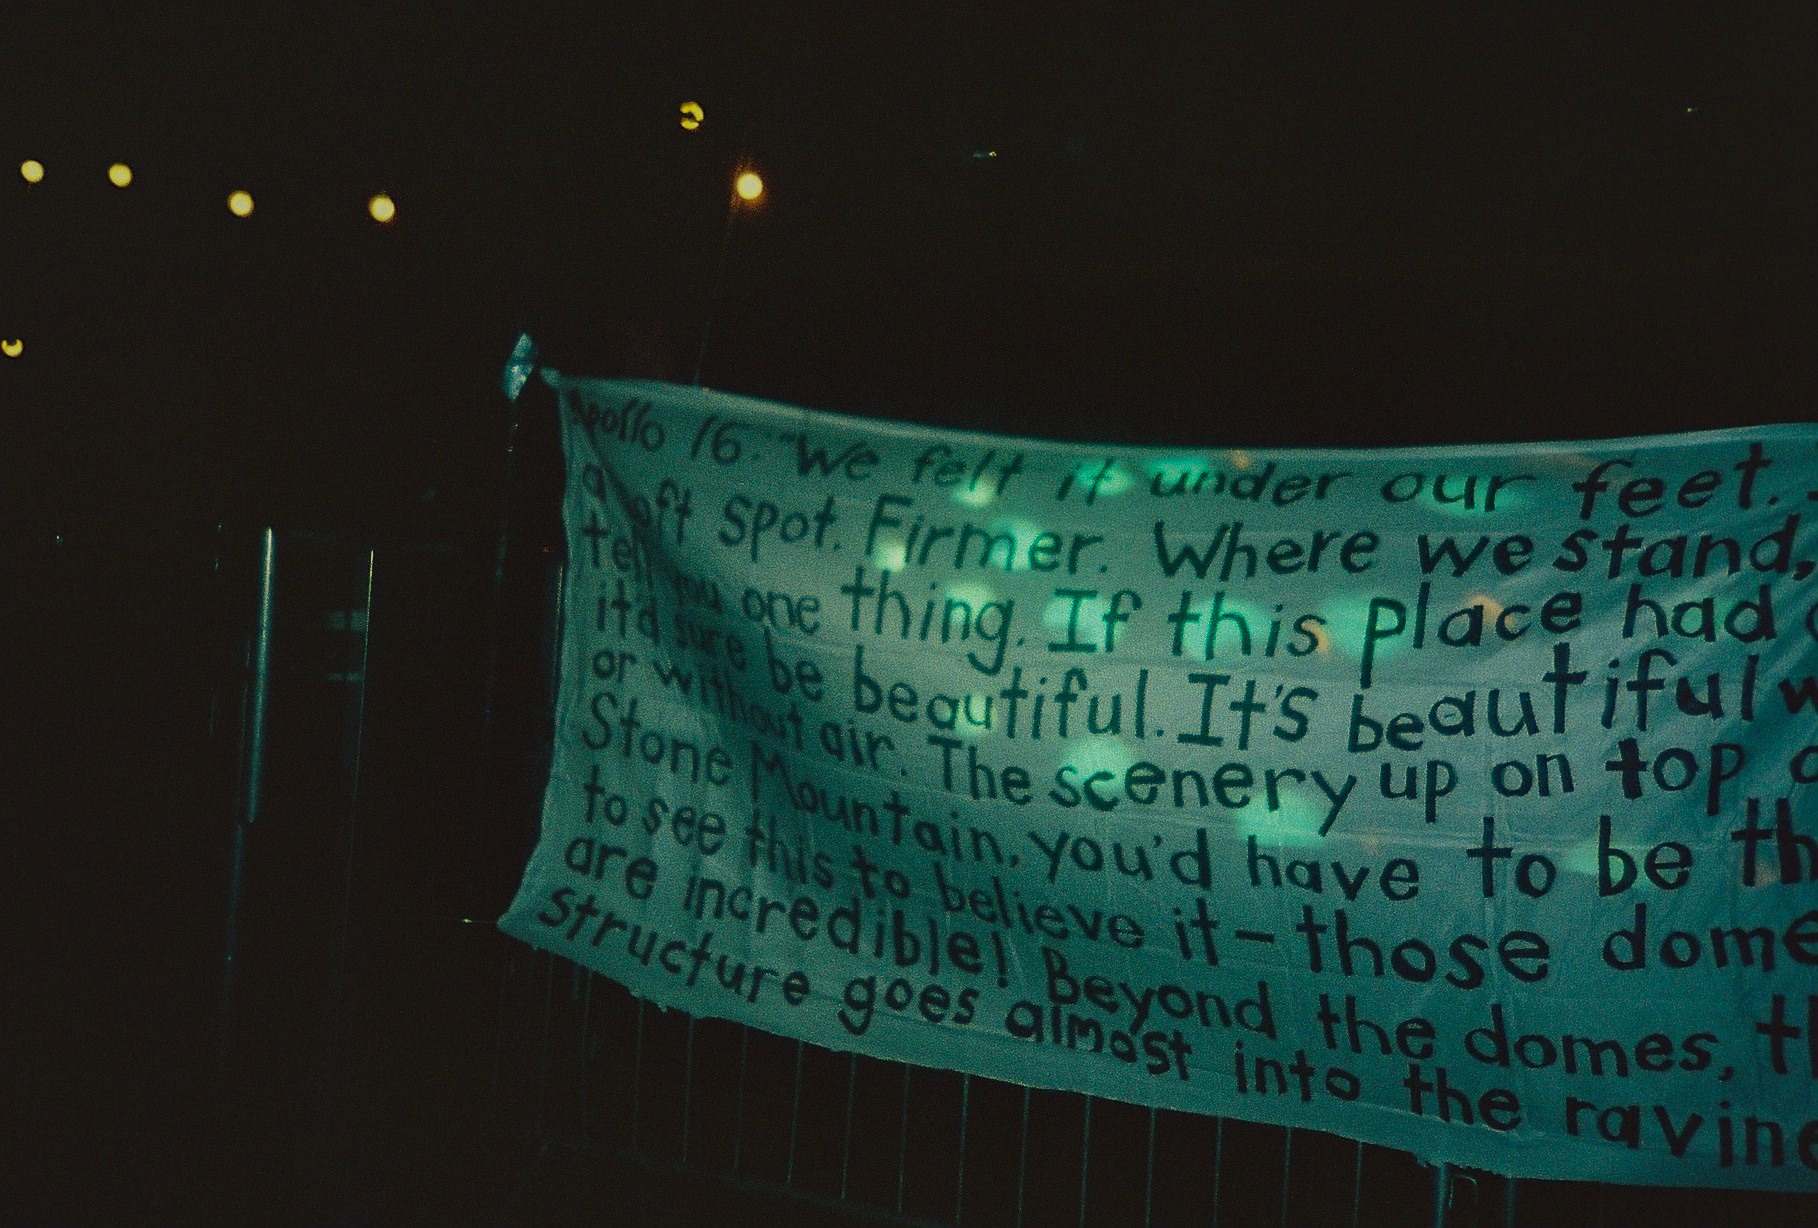 Apollo 16: "We felt it under our feet.
a soft spot. Firmer. Where we stand,
tell you one thing. If this place had
it'd sure be beautiful. It's beautiful w
or without air. The scenery up on top o
Stone Mountain, you'd have to be th
to see this to believe it - those dome
are incredible! Beyond the domes, th
structure goes almost into the ravine